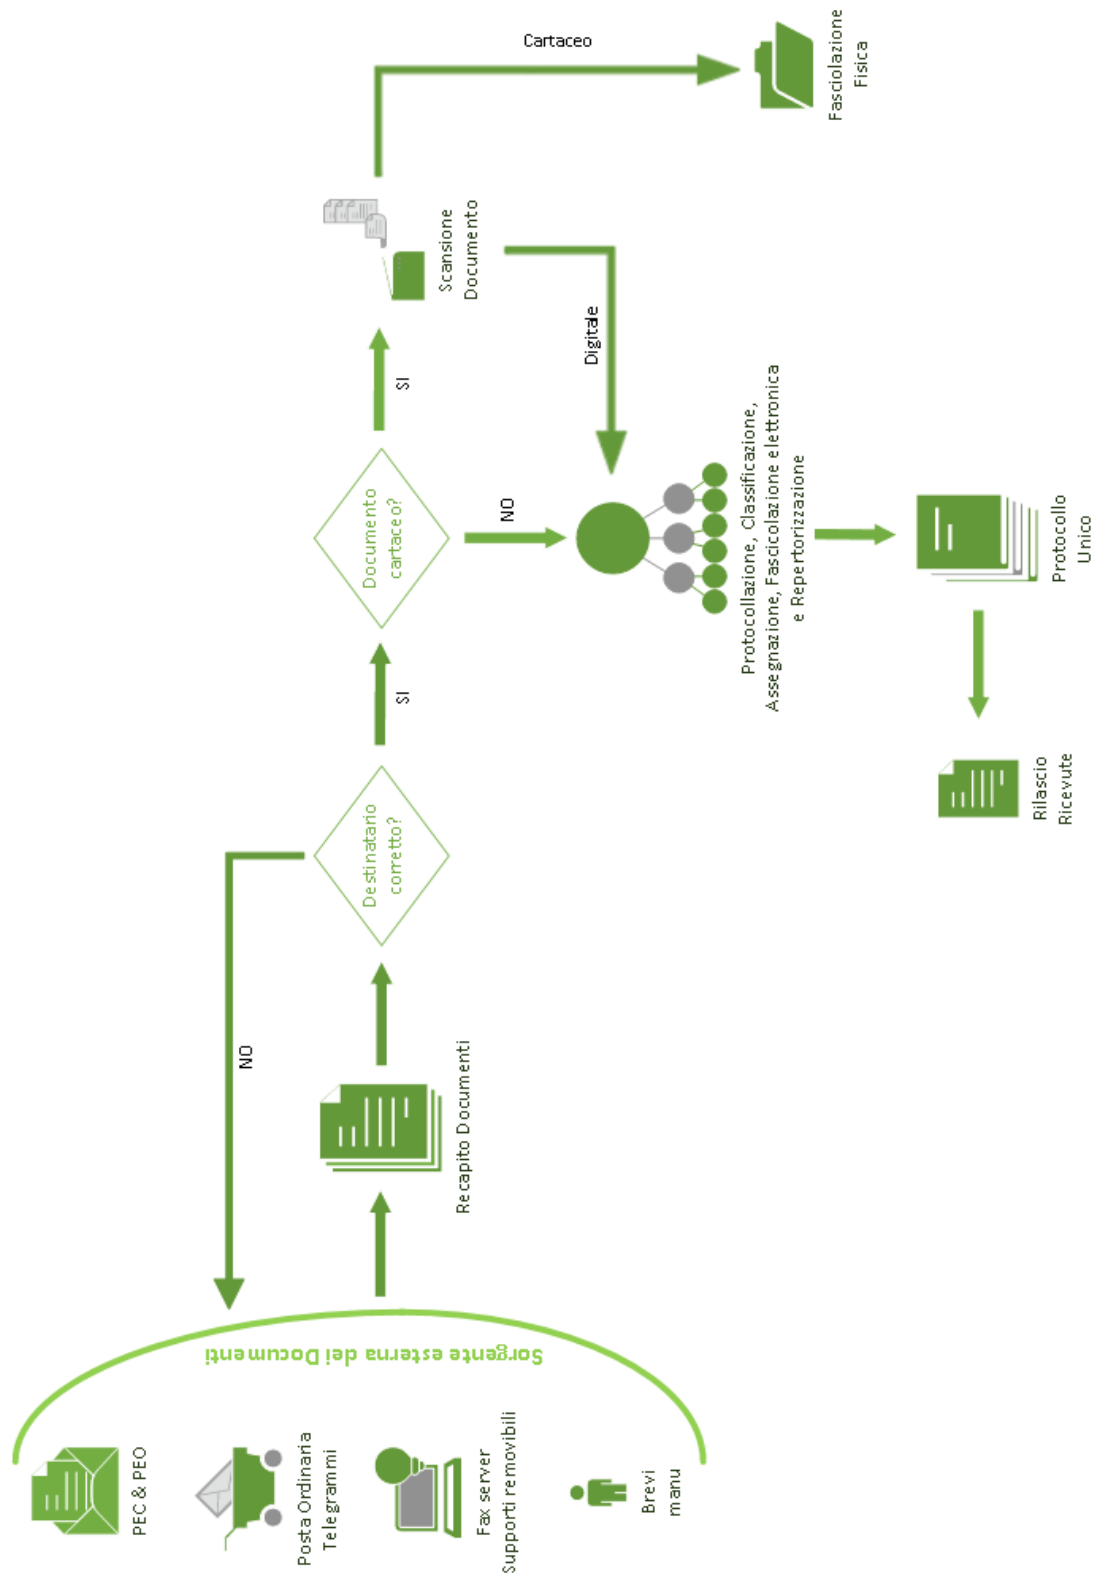 PEC & PEO
Posta Ordinaria
Telegrammi
Fax server
Supporti removibili
Brevi
manu
Sorgente esterna dei Documenti
Recapito Documenti
NO
Destinatario
corretto?
SI
Documento
cartaceo?
SI
NO
Scansione
Documento
Cartaceo
Digitale
Fasciolazione
Fisica
Protocollazione, Classificazione,
Assegnazione, Fascicolazione elettronica
e Repertorizzazione
Protocollo
Unico
Rilascio
Ricevute